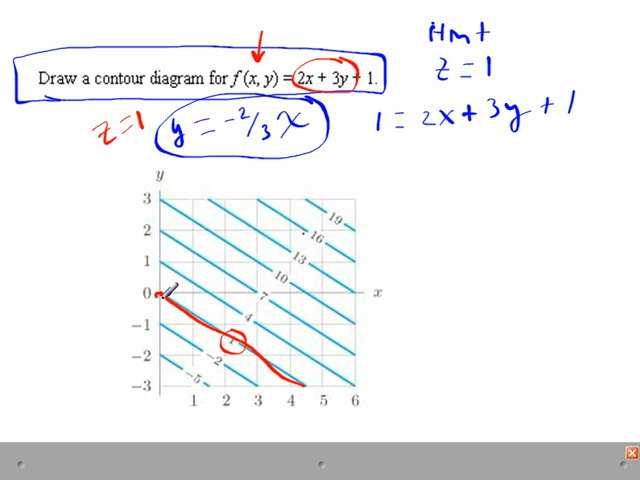 Hint
z = 1
Draw a contour diagram for f (x, y) = 2x + 3y + 1.
z = 1
y = -2/3 x
1 = 2x + 3y + 1
y
3
2
1
0
-1
-2
-3
19
16
13
10
7
4
1
-2
-5
x
1 2 3 4 5 6